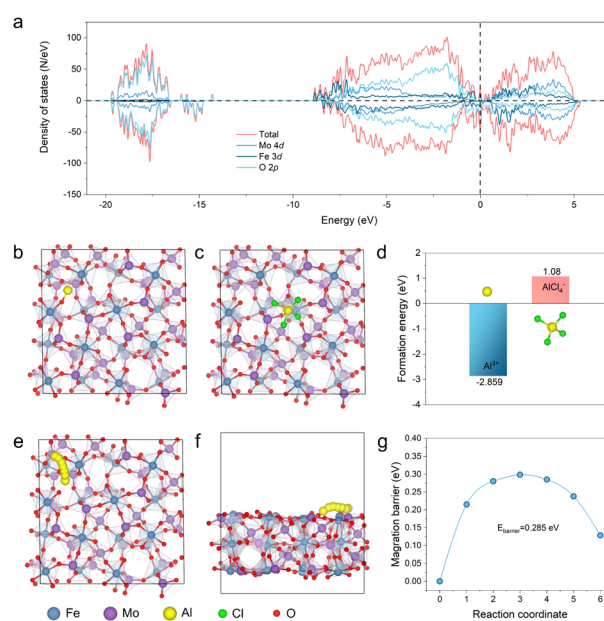 a
Density of states (N/eV)
100
50
0
-50
-100
-150
Total
Mo 4d
Fe 3d
O 2p
-20
-15
-10
-5
0
5
Energy (eV)
b
c
d
Formation energy (eV)
4
3
2
1
0
-1
-2
-3
-4
1.08
AlCl₄⁻
Al³⁺
-2.859
e
f
g
Magration barrier (eV)
0.40
0.35
0.30
0.25
0.20
0.15
0.10
0.05
0.00
E_barrier=0.285 eV
0
1
2
3
4
5
6
Reaction coordinate
Fe
Mo
Al
Cl
O